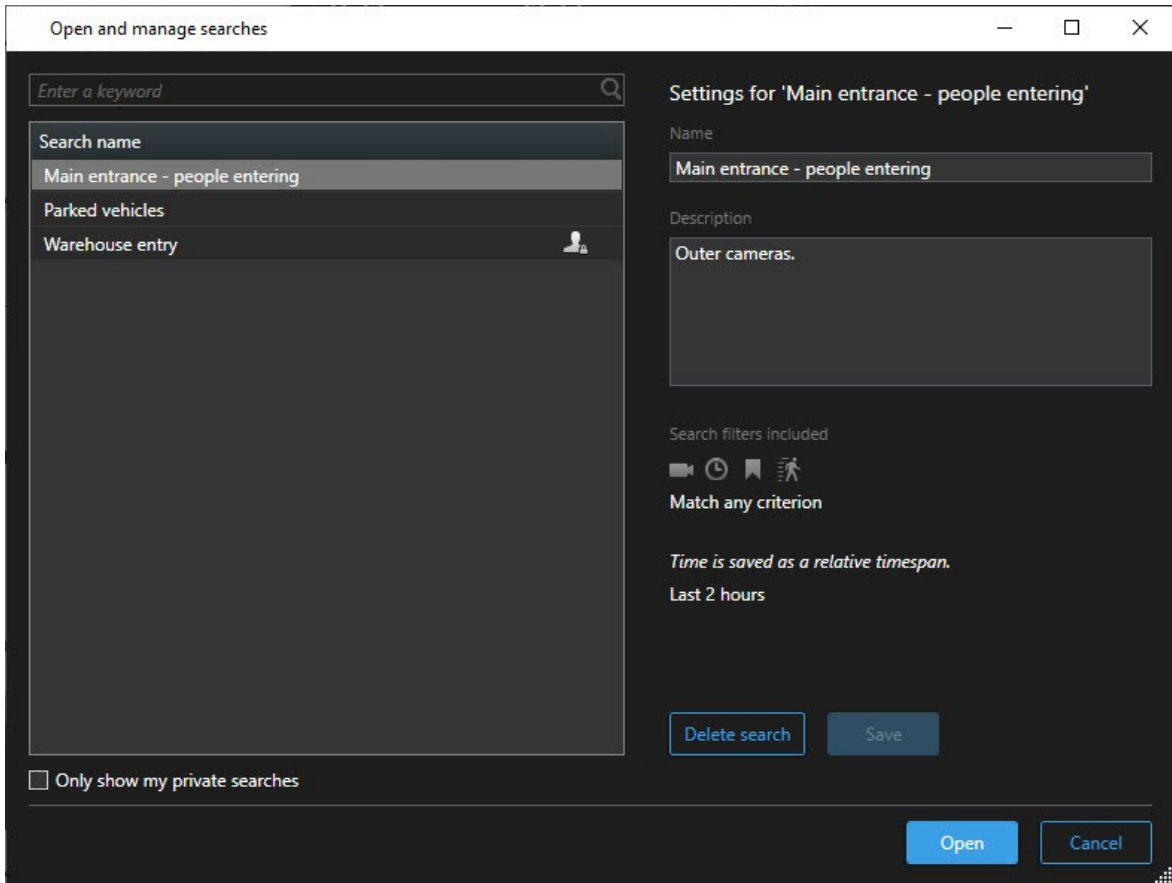 Open and manage searches
Enter a keyword
Search name
Main entrance - people entering
Parked vehicles
Warehouse entry
Only show my private searches
Settings for 'Main entrance - people entering'
Name
Main entrance - people entering
Description
Outer cameras.
Search filters included
Match any criterion
Time is saved as a relative timespan.
Last 2 hours
Delete search
Save
Open
Cancel